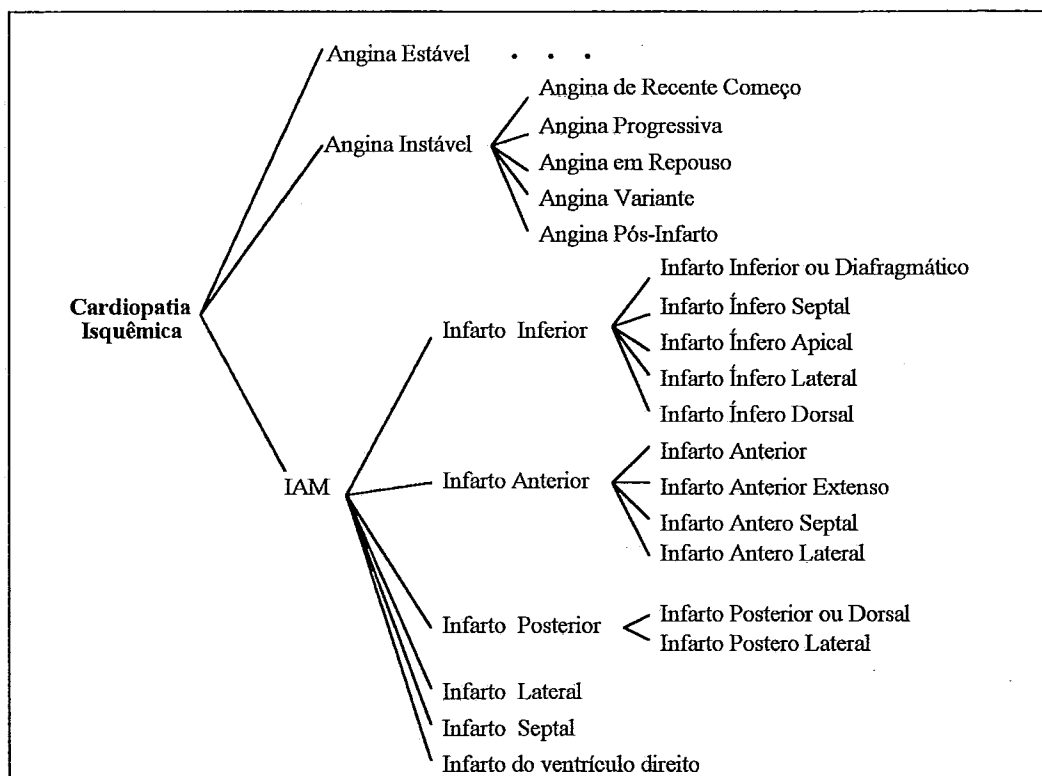 Angina Estável . . .
Angina de Recente Começo
Angina Progressiva
Angina Instável
Angina em Repouso
Angina Variante
Angina Pós-Infarto
Infarto Inferior ou Diafragmático
Cardiopatia
Isquêmica
Infarto Ínfero Septal
Infarto Inferior
Infarto Ínfero Apical
Infarto Ínfero Lateral
Infarto Ínfero Dorsal
Infarto Anterior
IAM
Infarto Anterior
Infarto Anterior Extenso
Infarto Antero Septal
Infarto Antero Lateral
Infarto Posterior
Infarto Posterior ou Dorsal
Infarto Postero Lateral
Infarto Lateral
Infarto Septal
Infarto do ventrículo direito